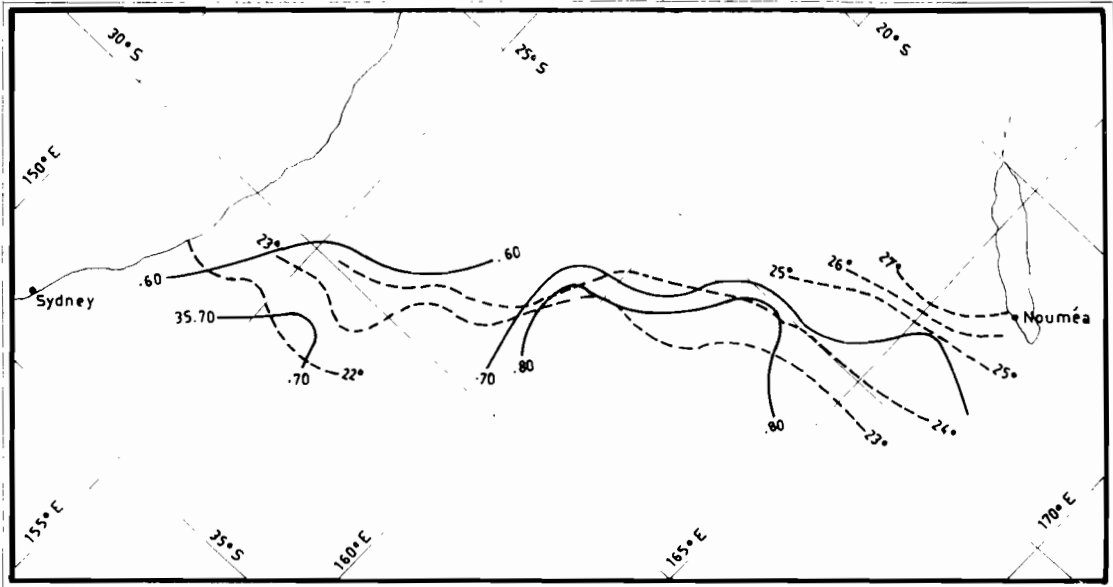 30° S
25° S
20° S
150° E
23°
.60
.60
25°
26°
27°
Sydney
35.70
Nouméa
.70
22°
.70
.80
25°
.80
23°
24°
155° E
35° S
160° E
165° E
170° E